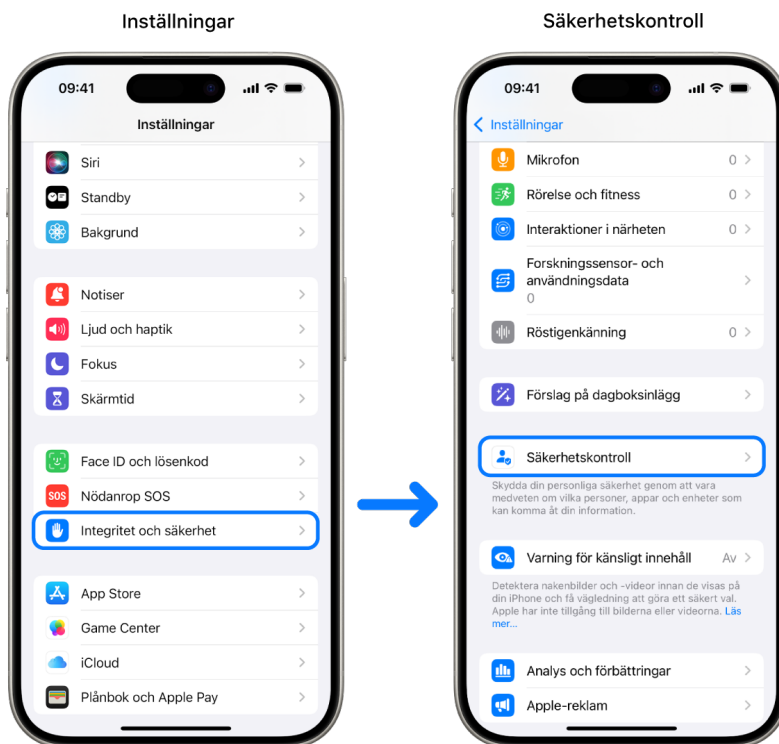 Inställningar
09:41
Inställningar
Siri
Standby
Bakgrund
Notiser
Ljud och haptik
Fokus
Skärmtid
Face ID och lösenkod
SOS
Nödanrop SOS
Integritet och säkerhet
App Store
Game Center
iCloud
Plånbok och Apple Pay
Säkerhetskontroll
09:41
Inställningar
Mikrofon 0
Rörelse och fitness 0
Interaktioner i närheten 0
Forskningssensor- och
användningsdata
0
Röstigenkänning 0
Förslag på dagboksinlägg
Säkerhetskontroll
Skydda din personliga säkerhet genom att vara
medveten om vilka personer, appar och enheter som
kan komma åt din information.
Varning för känsligt innehåll Av
Detektera nakenbilder och -videor innan de visas på
din iPhone och få vägledning att göra ett säkert val.
Apple har inte tillgång till bilderna eller videorna. Läs
mer...
Analys och förbättringar
Apple-reklam